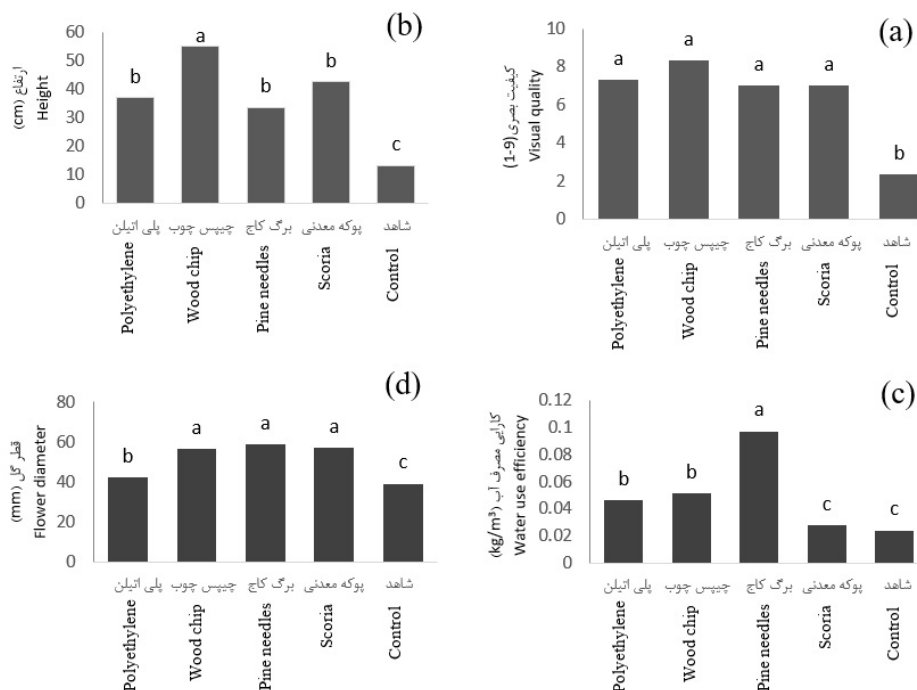 (b)
ارتفاع (cm)
Height
60
50
40
30
20
10
0
b
a
b
b
c
پلی اتیلن
چیپس چوب
برگ کاج
پوکه معدنی
شاهد
Polyethylene
Wood chip
Pine needles
Scoria
Control
(a)
کیفیت بصری(9-1)
Visual quality
10
8
6
4
2
0
a
a
a
a
b
پلی اتیلن
چیپس چوب
برگ کاج
پوکه معدنی
شاهد
Polyethylene
Wood chip
Pine needles
Scoria
Control
(d)
قطر گل (mm)
Flower diameter
80
60
40
20
0
b
a
a
a
c
پلی اتیلن
چیپس چوب
برگ کاج
پوکه معدنی
شاهد
Polyethylene
Wood chip
Pine needles
Scoria
Control
(c)
کارایی مصرف آب (kg/m³)
Water use efficiency
0.12
0.1
0.08
0.06
0.04
0.02
0
b
b
a
c
c
پلی اتیلن
چیپس چوب
برگ کاج
پوکه معدنی
شاهد
Polyethylene
Wood chip
Pine needles
Scoria
Control